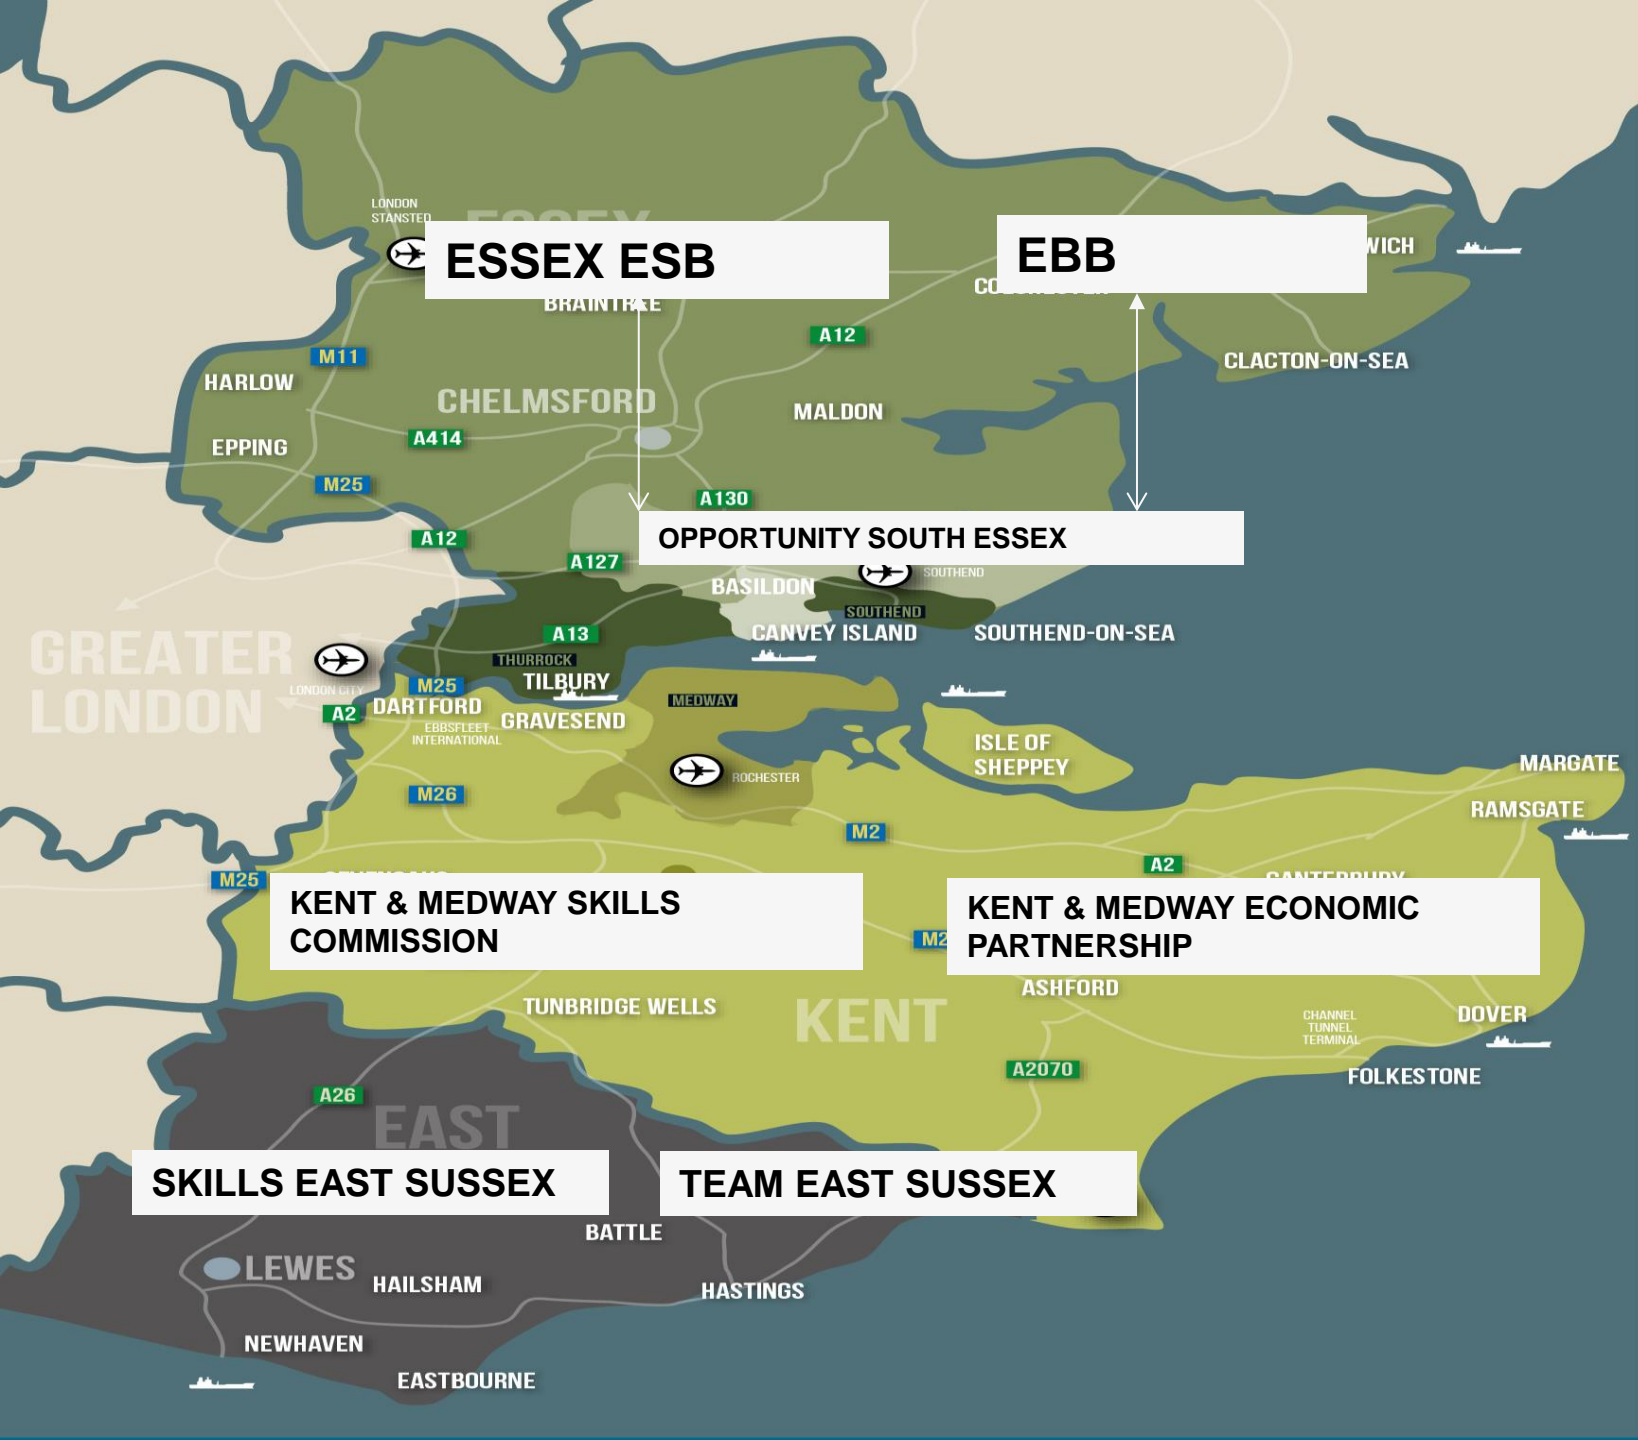 LONDON
STANSTED
ESSEX ESB
EBB
WICH
BRAINTREE
A12
M11
CLACTON-ON-SEA
HARLOW
CHELMSFORD
MALDON
A414
EPPING
M25
A130
OPPORTUNITY SOUTH ESSEX
A12
A127
SOUTHEND
BASILDON
SOUTHEND
A13
CANVEY ISLAND
SOUTHEND-ON-SEA
GREATER
LONDON
THURROCK
TILBURY
LONDON CITY
M25
MEDWAY
A2
DARTFORD
GRAVESEND
EBBSFLEET
INTERNATIONAL
ISLE OF
SHEPPEY
MARGATE
ROCHESTER
M26
RAMSGATE
M2
A2
M25
KENT & MEDWAY SKILLS
COMMISSION
KENT & MEDWAY ECONOMIC
PARTNERSHIP
ASHFORD
TUNBRIDGE WELLS
KENT
DOVER
CHANNEL
TUNNEL
TERMINAL
A2070
FOLKESTONE
A26
EAST
SKILLS EAST SUSSEX
TEAM EAST SUSSEX
BATTLE
LEWES
HAILSHAM
HASTINGS
NEWHAVEN
EASTBOURNE